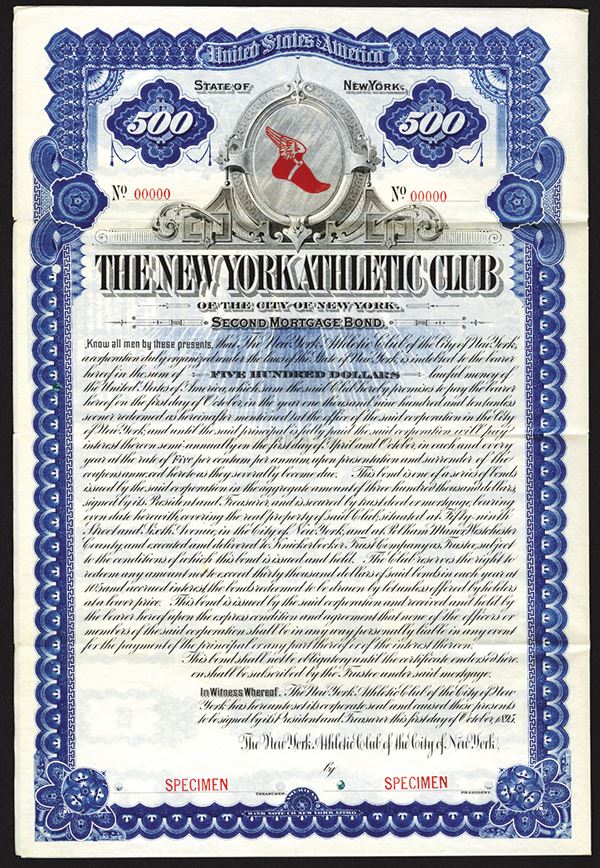 United States of America
STATE OF NEW YORK.
500 500
No 00000 No 00000
THE NEW YORK ATHLETIC CLUB
OF THE CITY OF NEW YORK.
SECOND MORTGAGE BOND
Know all men by these presents, that The New York Athletic Club of the City of New York,
a corporation duly organized under the laws of the State of New York, is indebted to the bearer
hereof in the sum of FIVE HUNDRED DOLLARS lawful money of
the United States of America, which sum the said Club hereby promises to pay the bearer
hereof on the first day of October in the year one thousand nine hundred and ten, unless
sooner redeemed as hereinafter provided at the office of the said corporation in the City
of New York, and until the said principal sum be paid the said corporation will pay
interest thereon semi-annually on the first days of April and October, in each and every
year at the rate of Five per centum per annum, upon presentation and surrender of the
coupons annexed hereto as they severally become due. This bond is one of a series of bonds
issued by the said corporation in the aggregate amount of three hundred thousand dollars,
signed by its President and Treasurer and is secured by trust deed or mortgage, bearing
even date herewith, covering the real property of said Club, situated at Fifty-ninth
Street and Sixth Avenue, in the City of New York, and at Pelham Manor, Westchester
County, and executed and delivered to Knickerbocker Trust Company as Trustee, subject
to the conditions of which this bond is issued and held. The Club reserves the right to
redeem any amount not to exceed thirty thousand dollars of said bonds in each year at
105 and accrued interest, the bonds redeemed to be drawn by lot unless offered by holders
at a lower price. This bond is issued by the said corporation and received and held by
the bearer hereof upon the express condition and agreement that none of the officers or
members of the said corporation shall be in any way personally liable in any event
for the payment of the principal or any part thereof or of the interest thereon.
This bond shall not be obligatory until the certificate endorsed here-
on shall be subscribed by the Trustee under said mortgage.
In Witness Whereof, The New York Athletic Club of the City of New
York has hereunto set its corporate seal and caused these presents
to be signed by its President and Treasurer this first day of October 1895.
The New York Athletic Club of the City of New York,
by
SPECIMEN SPECIMEN
TREASURER. PRESIDENT.
BANK NOTE CO NEW YORK LITHO.